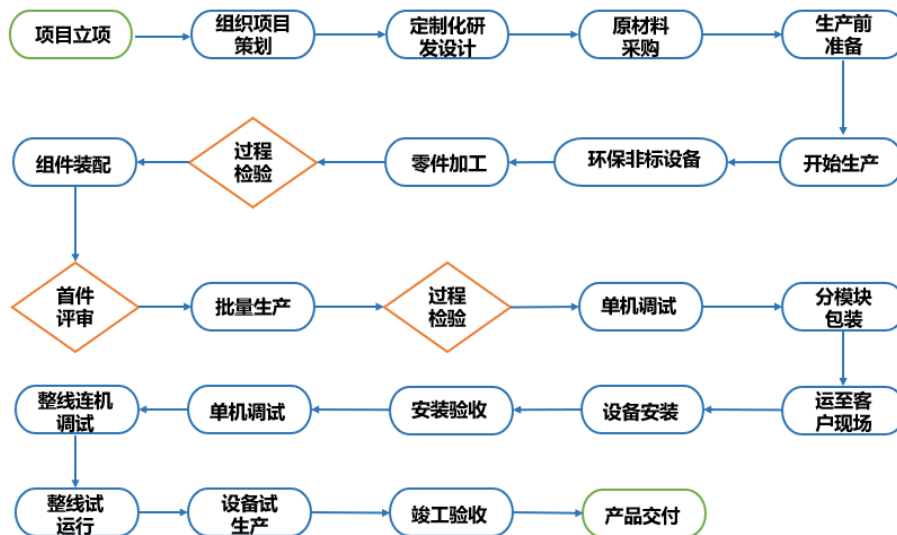 项目立项
组织项目
策划
定制化研
发设计
原材料
采购
生产前
准备
组件装配
过程
检验
零件加工
环保非标设备
开始生产
首件
评审
批量生产
过程
检验
单机调试
分模块
包装
整线连机
调试
单机调试
安装验收
设备安装
运至客
户现场
整线试
运行
设备试
生产
竣工验收
产品交付